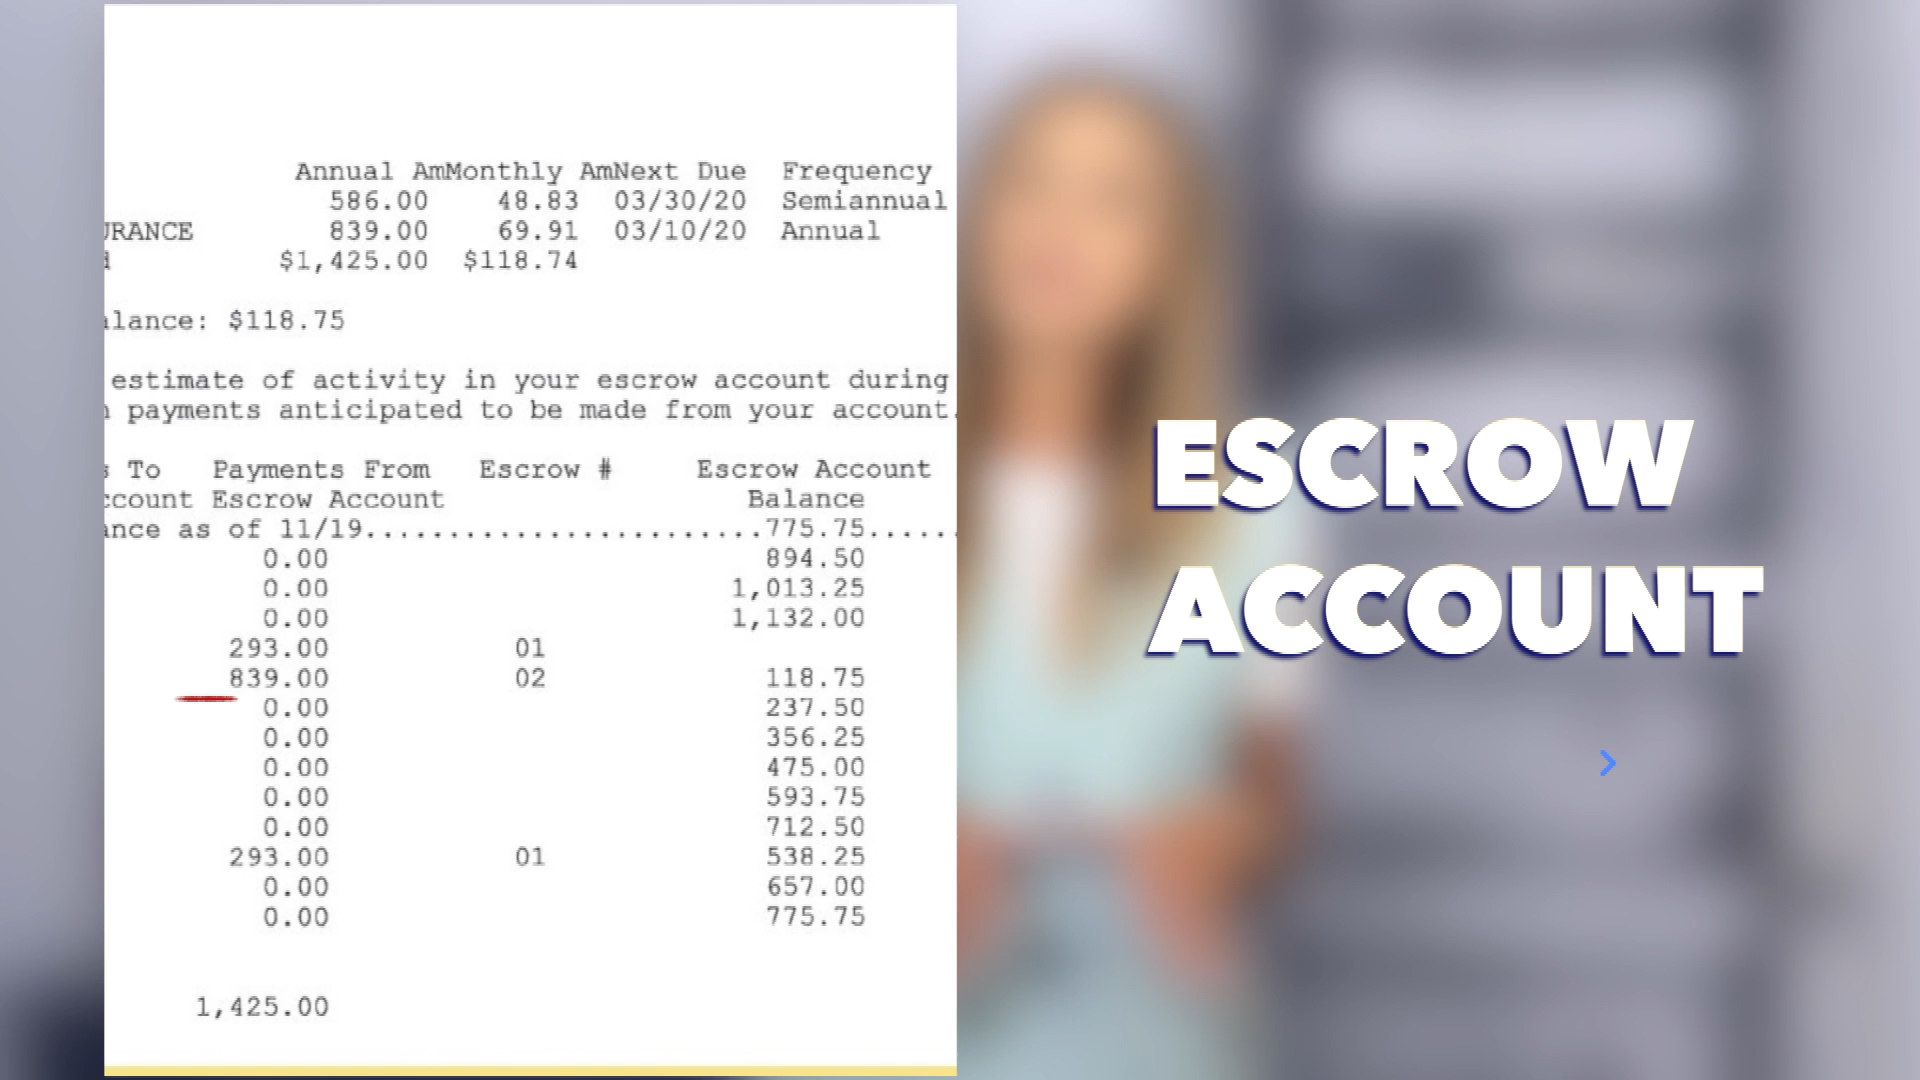 Annual AmMonthly AmNext Due Frequency
586.00 48.83 03/30/20 Semiannual
URANCE 839.00 69.91 03/10/20 Annual
d $1,425.00 $118.74
alance: $118.75
estimate of activity in your escrow account during
n payments anticipated to be made from your account.
s To Payments From Escrow # Escrow Account
ccount Escrow Account Balance
ance as of 11/19........................775.75......
0.00 894.50
0.00 1,013.25
0.00 1,132.00
293.00 01
839.00 02 118.75
0.00 237.50
0.00 356.25
0.00 475.00
0.00 593.75
0.00 712.50
293.00 01 538.25
0.00 657.00
0.00 775.75
1,425.00
ESCROW
ACCOUNT